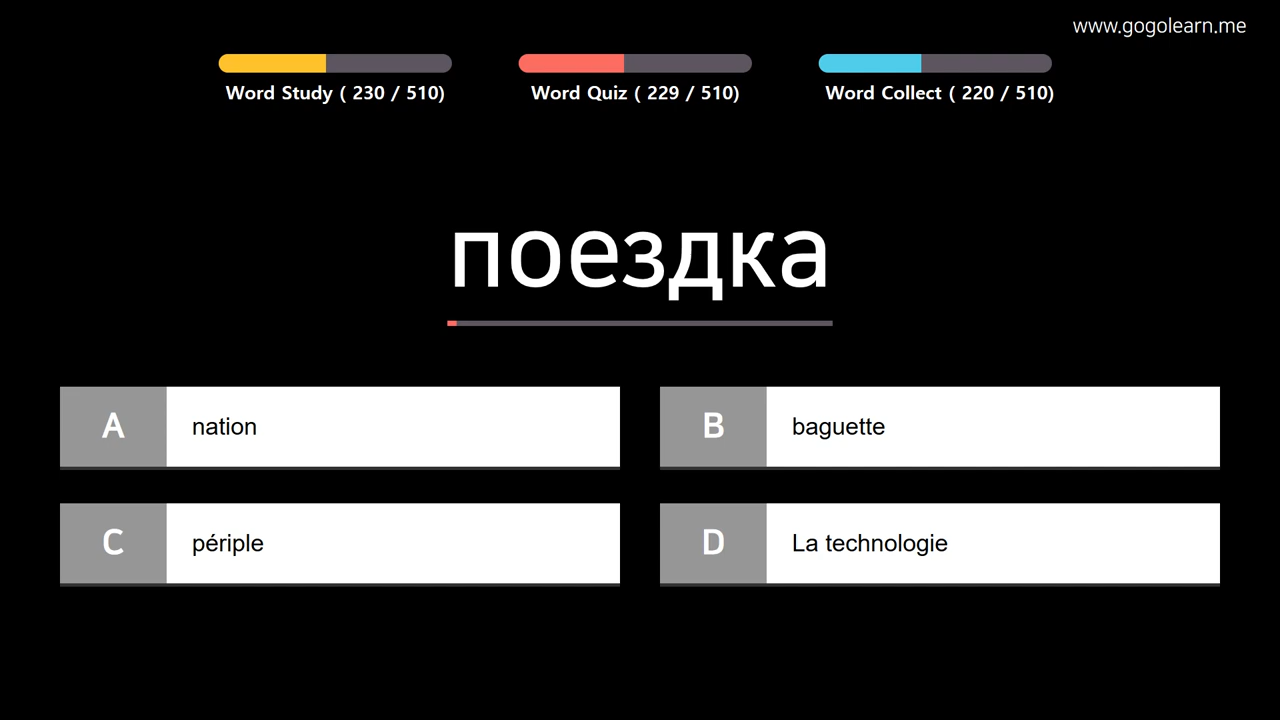 www.gogolearn.me
Word Study ( 230 / 510)
Word Quiz ( 229 / 510)
Word Collect ( 220 / 510)
поездка
A nation
B baguette
C périple
D La technologie